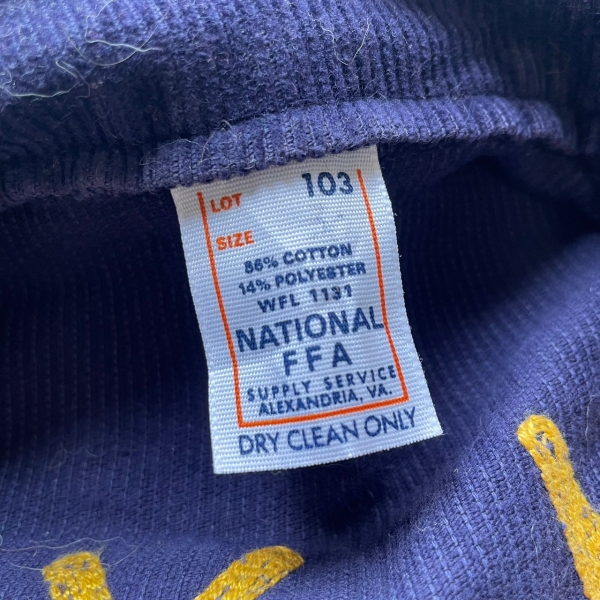 LOT 103
SIZE
86% COTTON
14% POLYESTER
WFL 1131
NATIONAL
FFA
SUPPLY SERVICE
ALEXANDRIA, VA.
DRY CLEAN ONLY